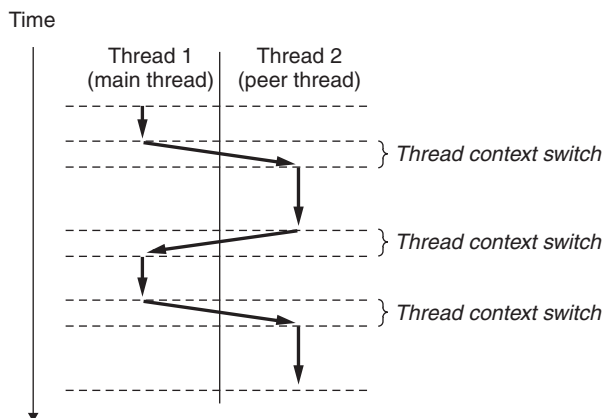 Time
Thread 1
(main thread)
Thread 2
(peer thread)
Thread context switch
Thread context switch
Thread context switch